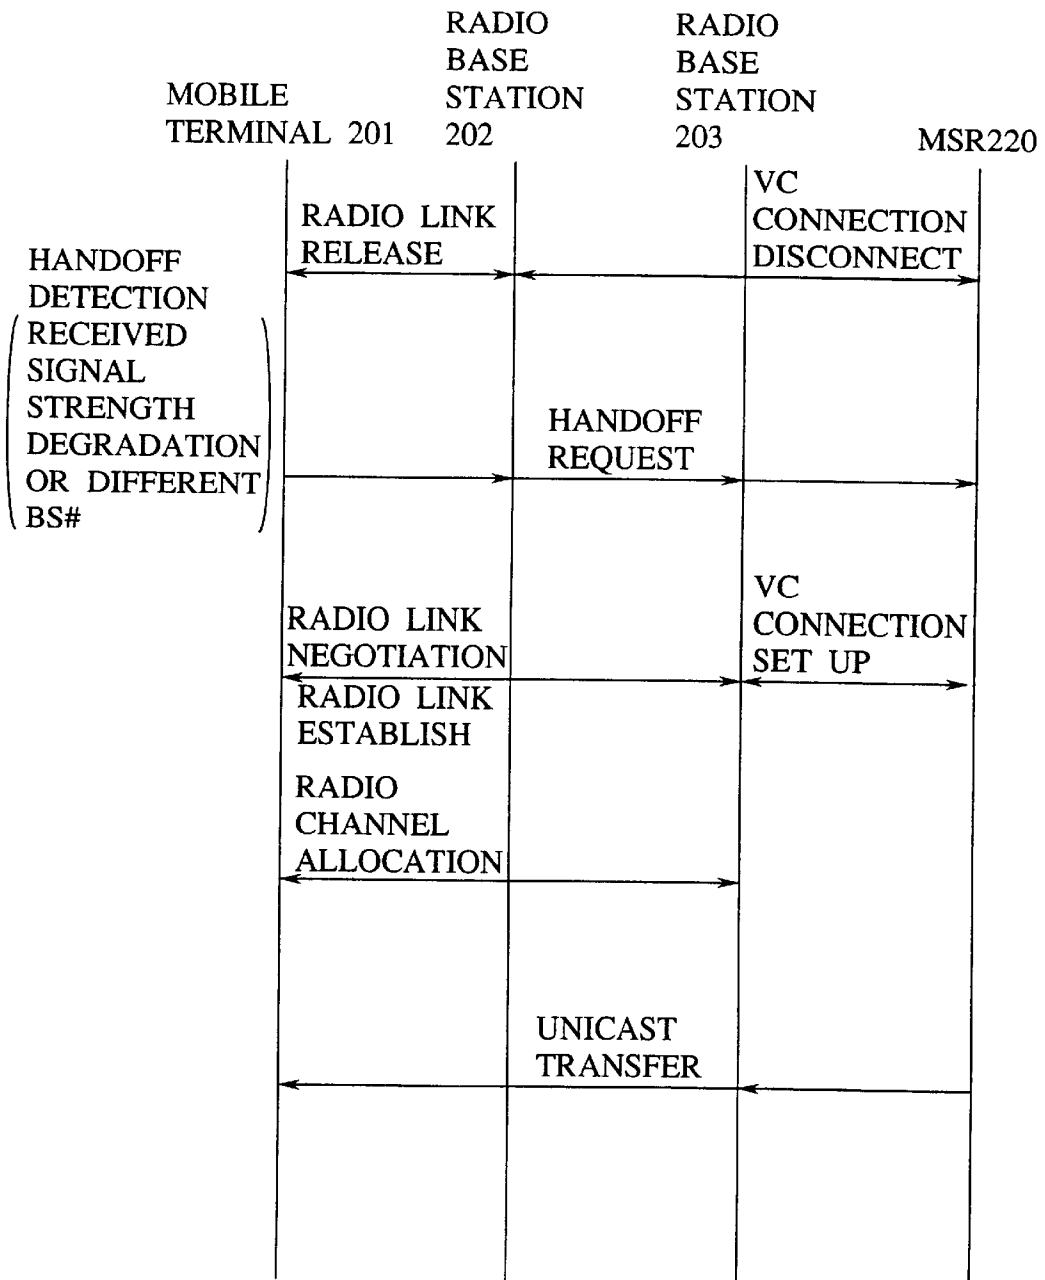 RADIO
BASE
STATION
202
RADIO
BASE
STATION
203
MOBILE
TERMINAL 201
MSR220
RADIO LINK
RELEASE
VC
CONNECTION
DISCONNECT
HANDOFF
DETECTION
RECEIVED
SIGNAL
STRENGTH
DEGRADATION
OR DIFFERENT
BS#
HANDOFF
REQUEST
RADIO LINK
NEGOTIATION
VC
CONNECTION
SET UP
RADIO LINK
ESTABLISH
RADIO
CHANNEL
ALLOCATION
UNICAST
TRANSFER